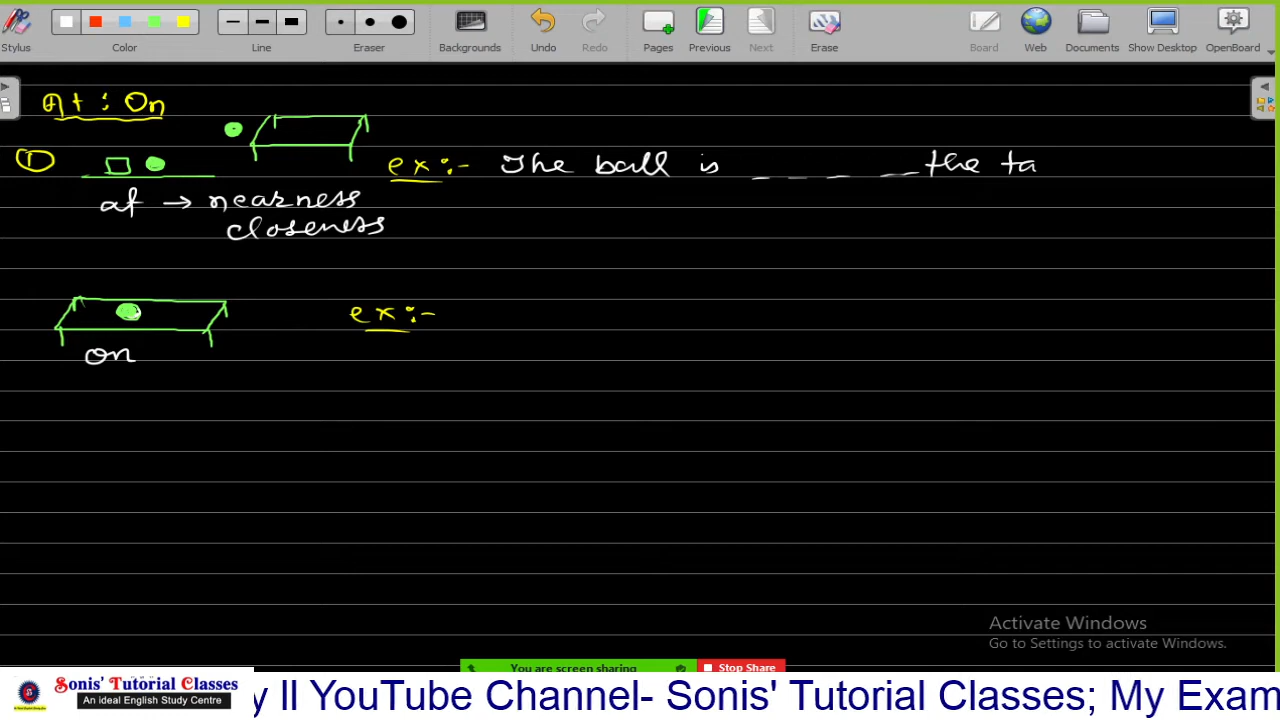 Stylus Color Line Eraser Backgrounds Undo Redo Pages Previous Next Erase Board Web Documents Show Desktop OpenBoard
At : On
① ex:- The ball is _ _ _ _ the ta
at → nearness
closeness
ex:-
on
Activate Windows
Go to Settings to activate Windows.
You are screen sharing Stop Share
Sonis' Tutorial Classes
An ideal English Study Centre
y II YouTube Channel- Sonis' Tutorial Classes; My Exam